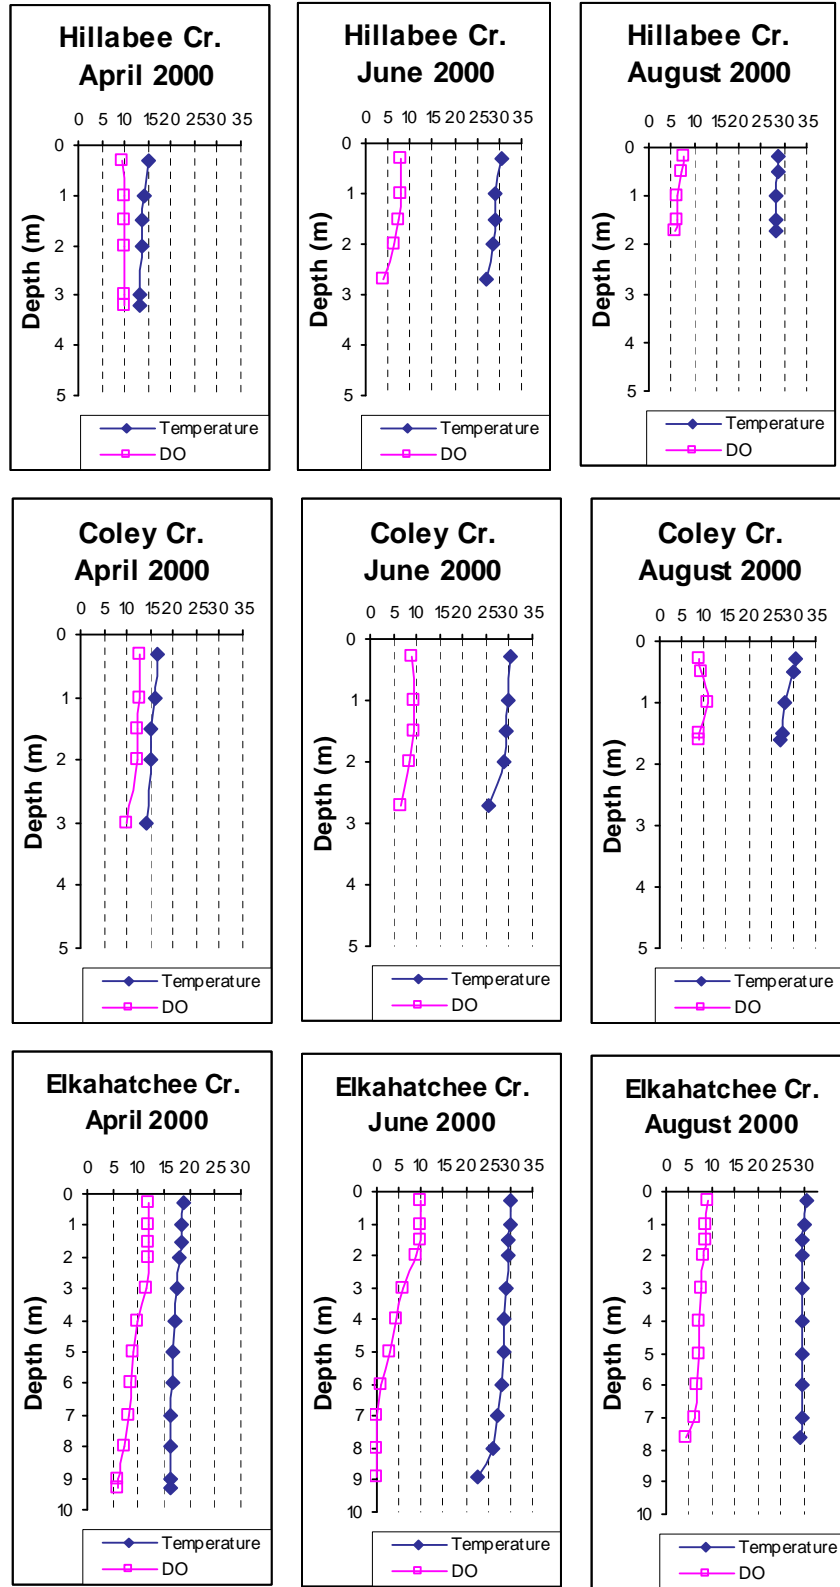 Hillabee Cr.
April 2000
0 5 10 15 20 25 30 35
Depth (m)
0
1
2
3
4
5
Temperature
DO
Hillabee Cr.
June 2000
0 5 10 15 20 25 30 35
Depth (m)
0
1
2
3
4
5
Temperature
DO
Hillabee Cr.
August 2000
0 5 10 15 20 25 30 35
Depth (m)
0
1
2
3
4
5
Temperature
DO
Coley Cr.
April 2000
0 5 10 15 20 25 30 35
Depth (m)
0
1
2
3
4
5
Temperature
DO
Coley Cr.
June 2000
0 5 10 15 20 25 30 35
Depth (m)
0
1
2
3
4
5
Temperature
DO
Coley Cr.
August 2000
0 5 10 15 20 25 30 35
Depth (m)
0
1
2
3
4
5
Temperature
DO
Elkahatchee Cr.
April 2000
0 5 10 15 20 25 30
Depth (m)
0
1
2
3
4
5
6
7
8
9
10
Temperature
DO
Elkahatchee Cr.
June 2000
0 5 10 15 20 25 30 35
Depth (m)
0
1
2
3
4
5
6
7
8
9
10
Temperature
DO
Elkahatchee Cr.
August 2000
0 5 10 15 20 25 30
Depth (m)
0
1
2
3
4
5
6
7
8
9
10
Temperature
DO